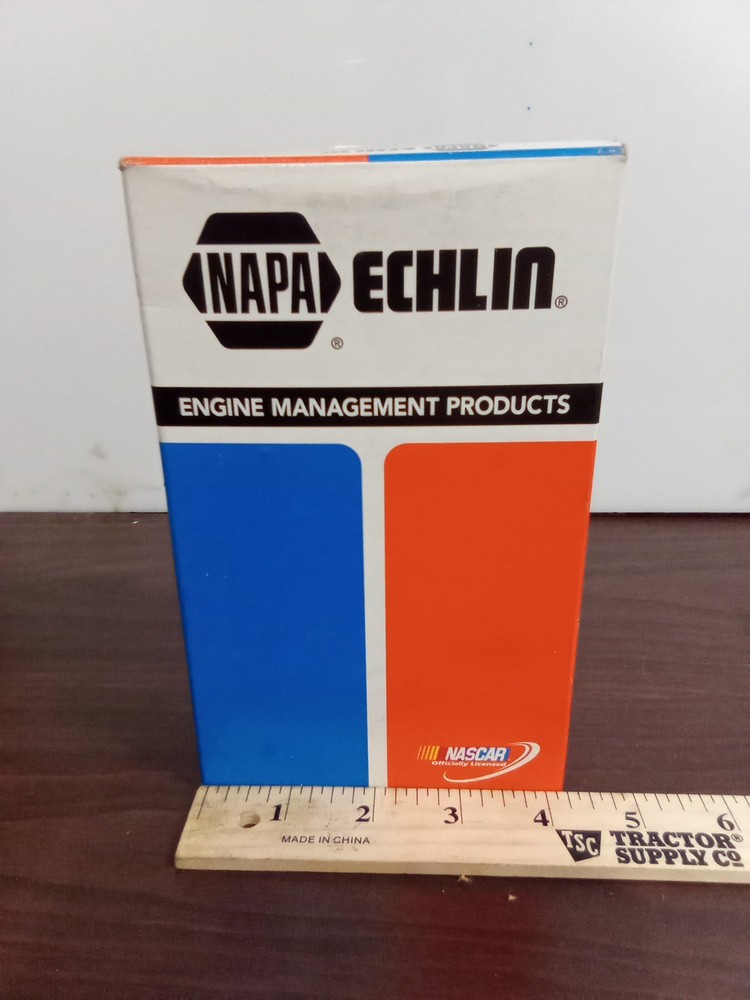 NAPA® ECHLIN®
ENGINE MANAGEMENT PRODUCTS
NASCAR
Officially Licensed
1 2 3 4 5 6
MADE IN CHINA
TSC TRACTOR®
SUPPLY Cº